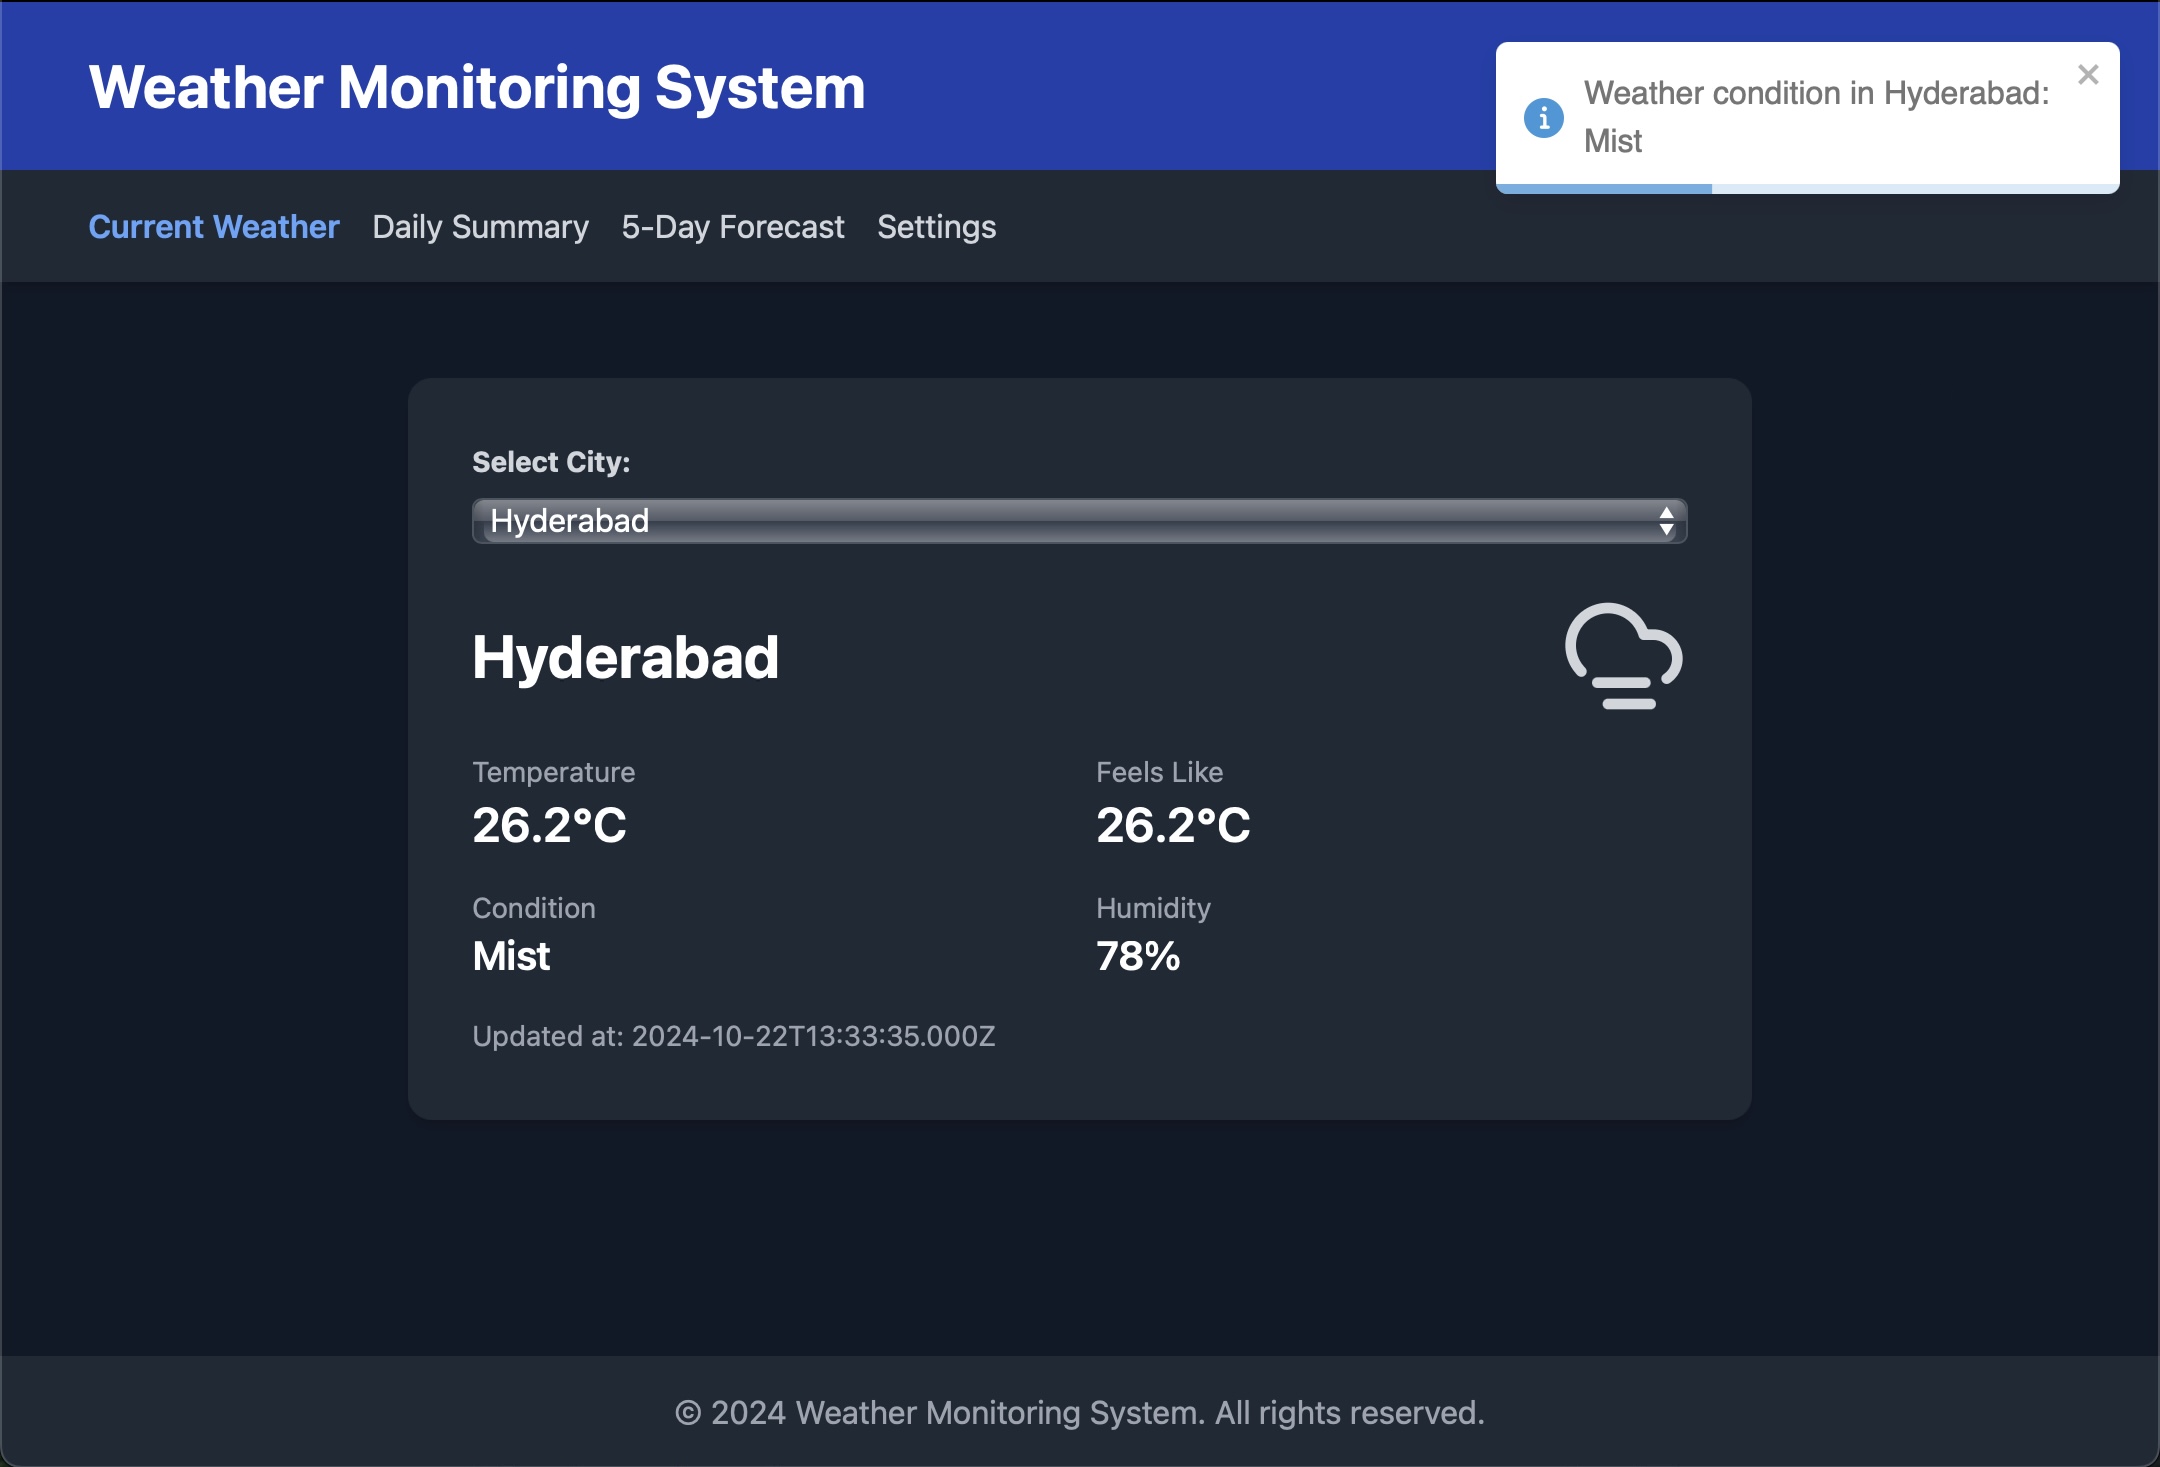 Weather Monitoring System
Weather condition in Hyderabad:
Mist
Current Weather Daily Summary 5-Day Forecast Settings
Select City:
Hyderabad
Hyderabad
Temperature
26.2°C
Feels Like
26.2°C
Condition
Mist
Humidity
78%
Updated at: 2024-10-22T13:33:35.000Z
© 2024 Weather Monitoring System. All rights reserved.